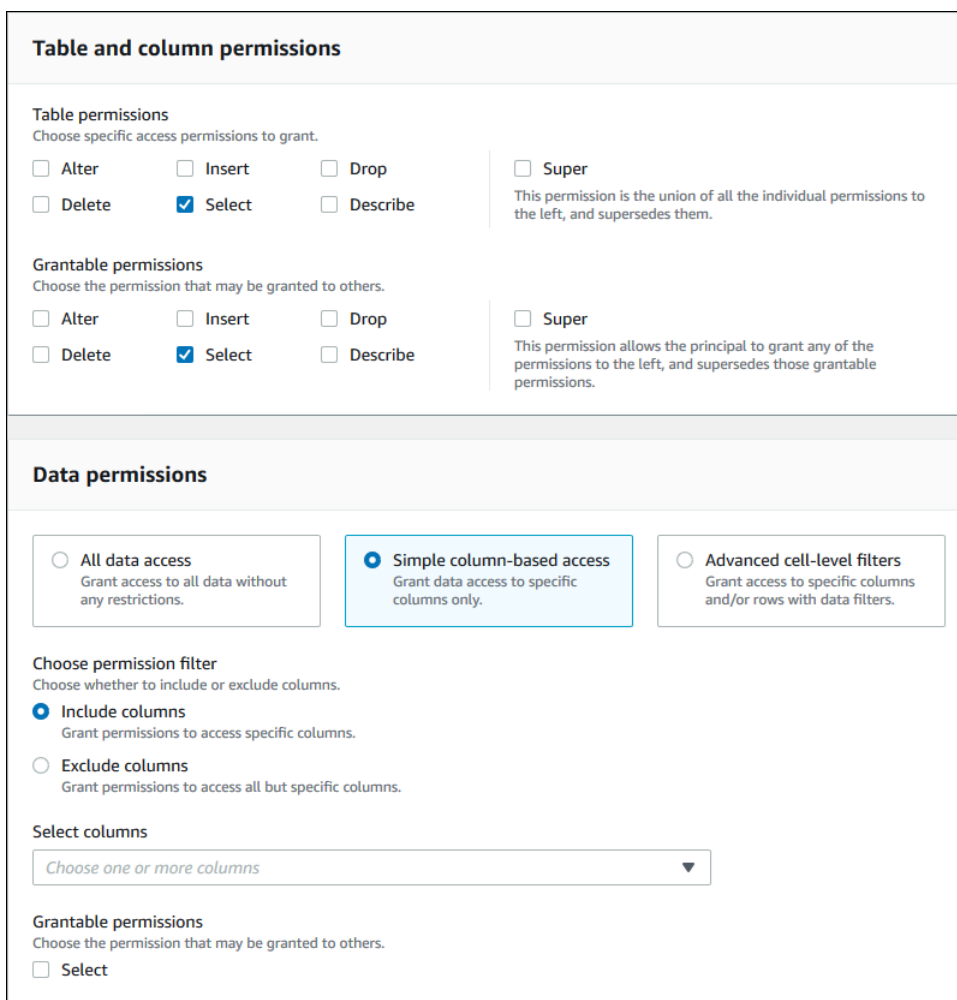 Table and column permissions
Table permissions
Choose specific access permissions to grant.
Alter Insert Drop Super
This permission is the union of all the individual permissions to
Delete Select Describe
the left, and supersedes them.
Grantable permissions
Choose the permission that may be granted to others.
Alter Insert Drop Super
This permission allows the principal to grant any of the
Delete Select Describe
permissions to the left, and supersedes those grantable
permissions.
Data permissions
All data access Simple column-based access Advanced cell-level filters
Grant access to all data without Grant data access to specific Grant access to specific columns
any restrictions. columns only. and/or rows with data filters.
Choose permission filter
Choose whether to include or exclude columns.
Include columns
Grant permissions to access specific columns.
Exclude columns
Grant permissions to access all but specific columns.
Select columns
Choose one or more columns
Grantable permissions
Choose the permission that may be granted to others.
Select